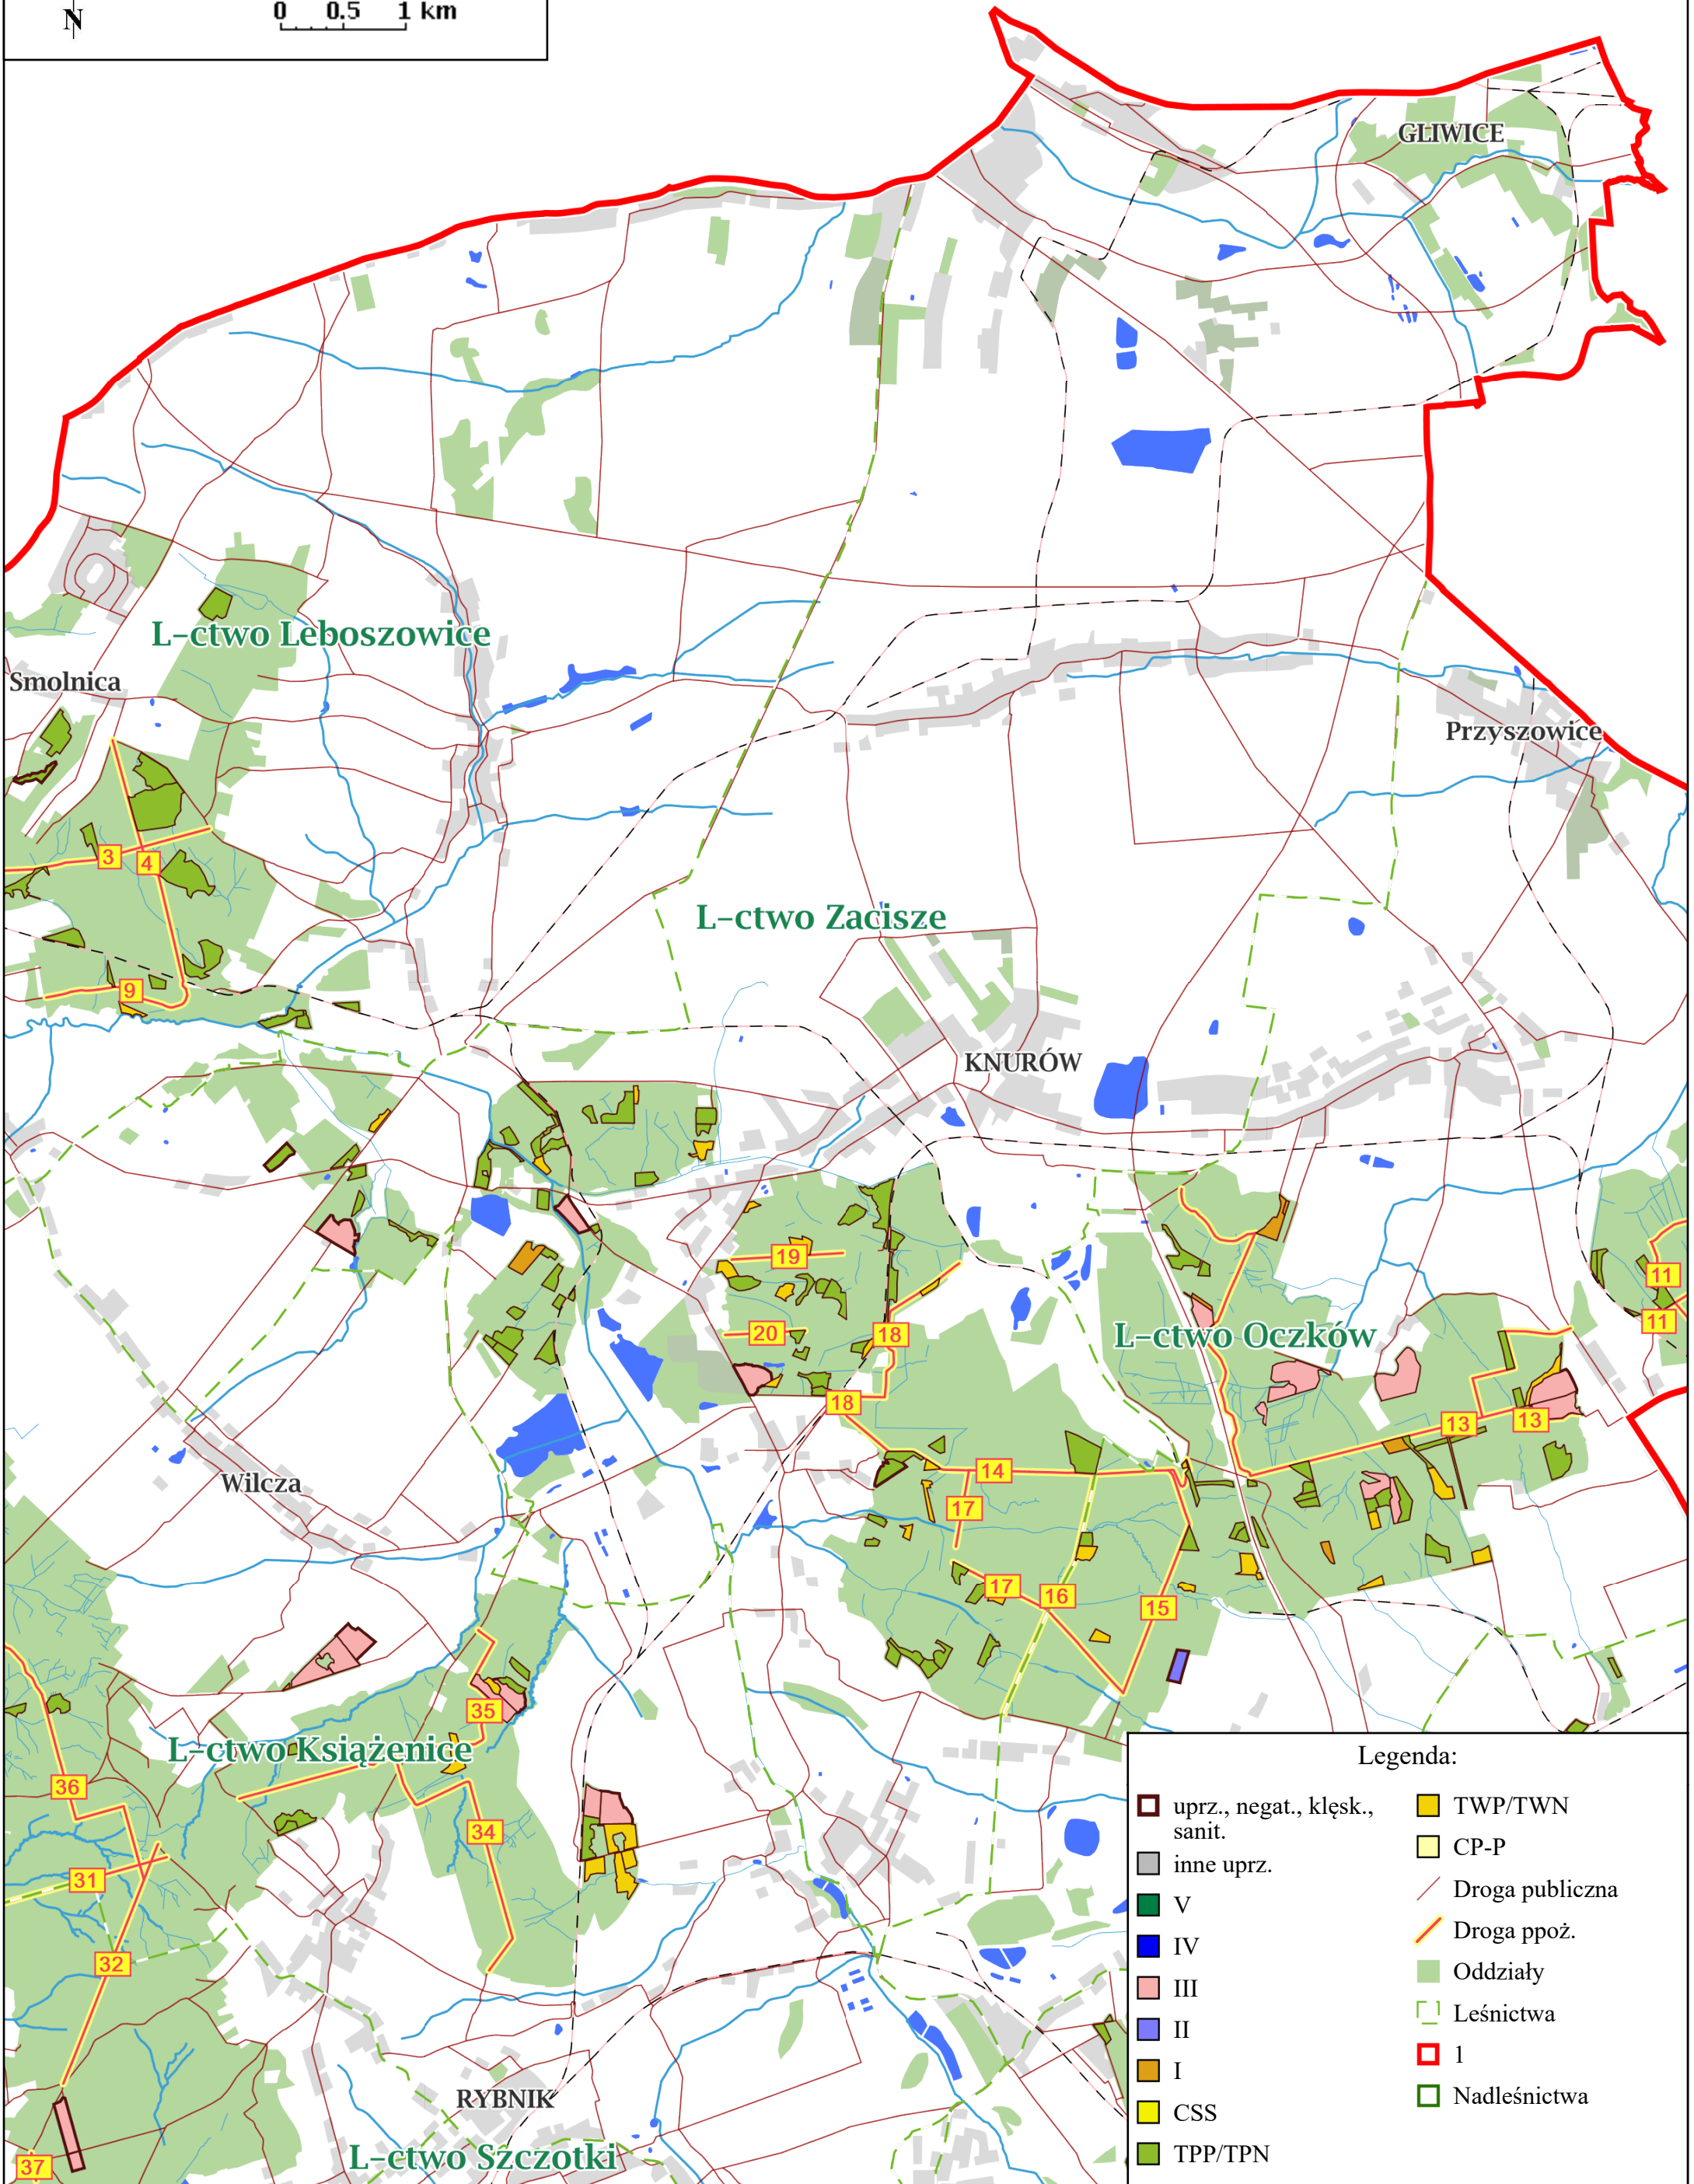 N
0 0.5 1 km
GLIWICE
L-ctwo Leboszowice
Smolnica
Przyszowice
3
4
L-ctwo Zacisze
9
KNURÓW
19
11
20
18
L-ctwo Oczków
11
18
13
13
14
Wilcza
17
17
16
15
35
L-ctwo Książenice
36
34
31
32
RYBNIK
L-ctwo Szczotki
37
Legenda:
uprz., negat., klęsk.,
sanit.
inne uprz.
V
IV
III
II
I
CSS
TPP/TPN
TWP/TWN
CP-P
Droga publiczna
Droga ppoż.
Oddziały
Leśnictwa
1
Nadleśnictwa